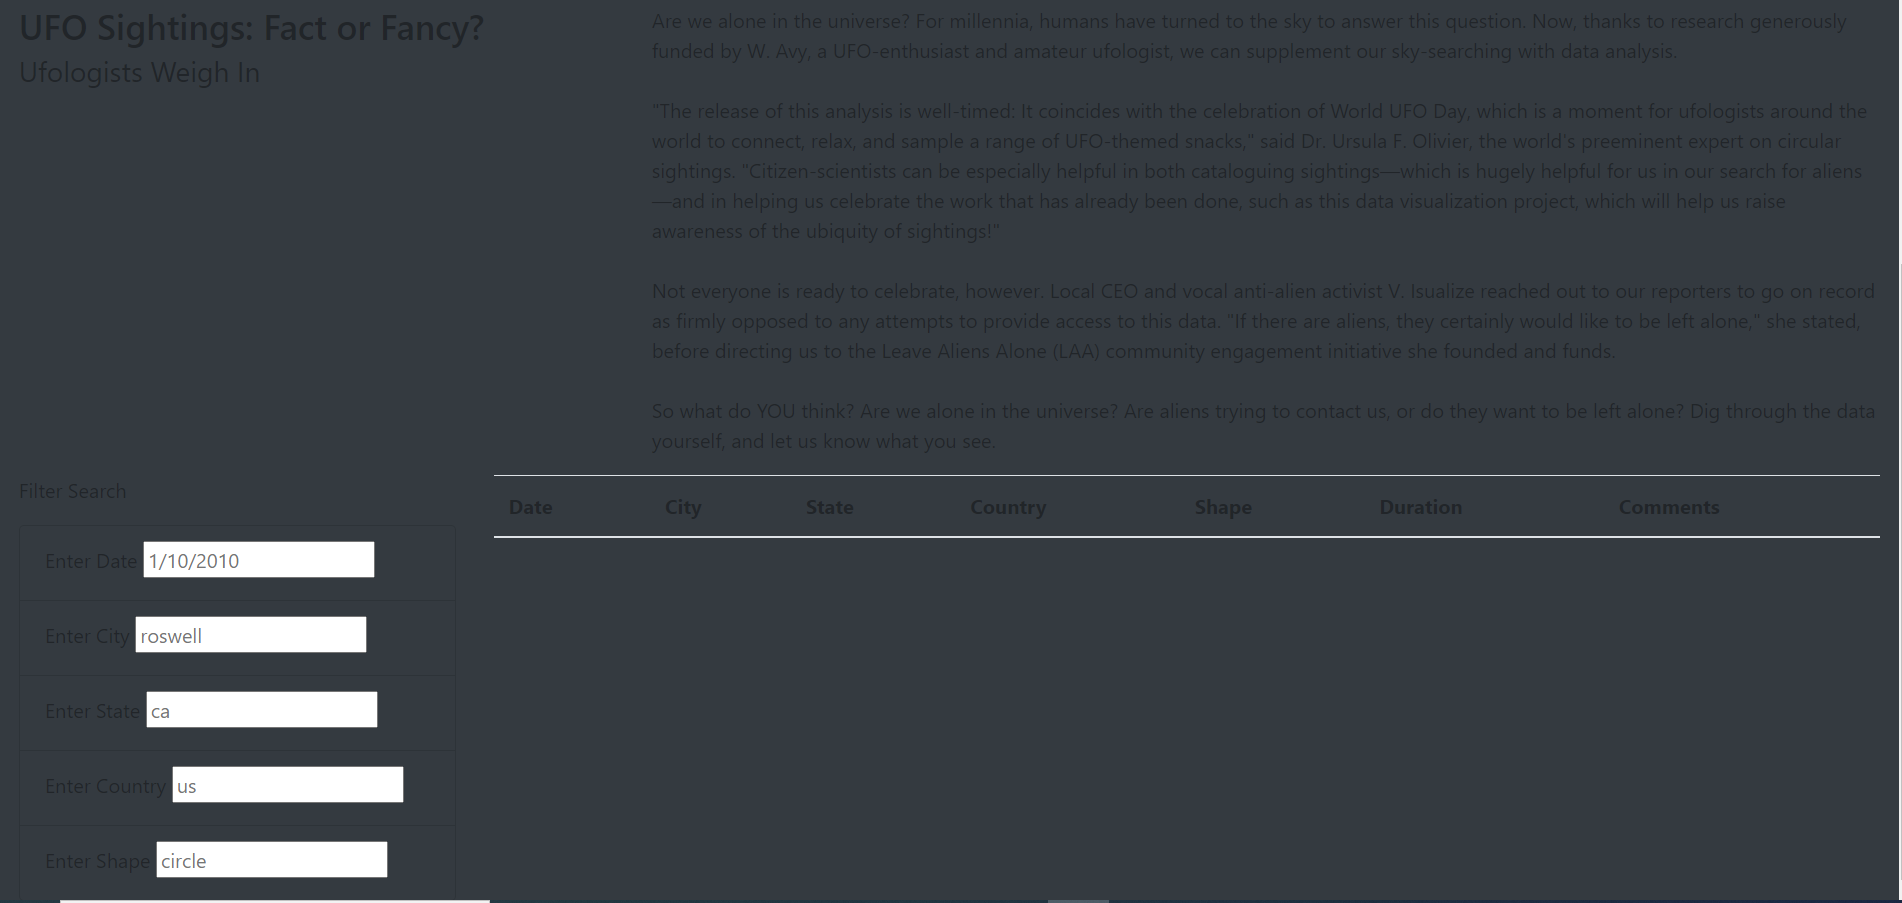 UFO Sightings: Fact or Fancy?
Ufologists Weigh In
Are we alone in the universe? For millennia, humans have turned to the sky to answer this question. Now, thanks to research generously
funded by W. Avy, a UFO-enthusiast and amateur ufologist, we can supplement our sky-searching with data analysis.
"The release of this analysis is well-timed: It coincides with the celebration of World UFO Day, which is a moment for ufologists around the
world to connect, relax, and sample a range of UFO-themed snacks," said Dr. Ursula F. Olivier, the world's preeminent expert on circular
sightings. "Citizen-scientists can be especially helpful in both cataloguing sightings—which is hugely helpful for us in our search for aliens
—and in helping us celebrate the work that has already been done, such as this data visualization project, which will help us raise
awareness of the ubiquity of sightings!"
Not everyone is ready to celebrate, however. Local CEO and vocal anti-alien activist V. Isualize reached out to our reporters to go on record
as firmly opposed to any attempts to provide access to this data. "If there are aliens, they certainly would like to be left alone," she stated,
before directing us to the Leave Aliens Alone (LAA) community engagement initiative she founded and funds.
So what do YOU think? Are we alone in the universe? Are aliens trying to contact us, or do they want to be left alone? Dig through the data
yourself, and let us know what you see.
Filter Search
Enter Date 1/10/2010
Enter City roswell
Enter State ca
Enter Country us
Enter Shape circle
Date City State Country Shape Duration Comments